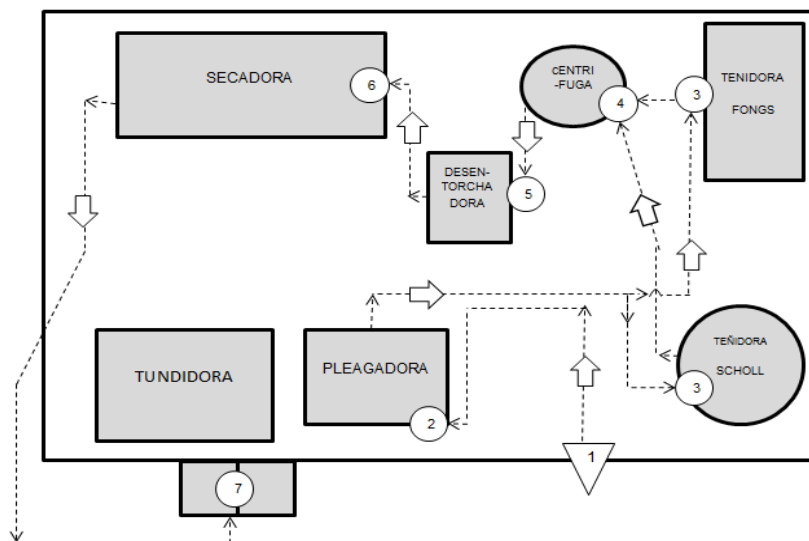 SECADORA
6
cENTRI
-FUGA
4
3
TENIDORA
FONGS
DESEN-
TORCHA
DORA
5
TUNDIDORA
PLEAGADORA
2
TEÑIDORA
SCHOLL
3
1
7